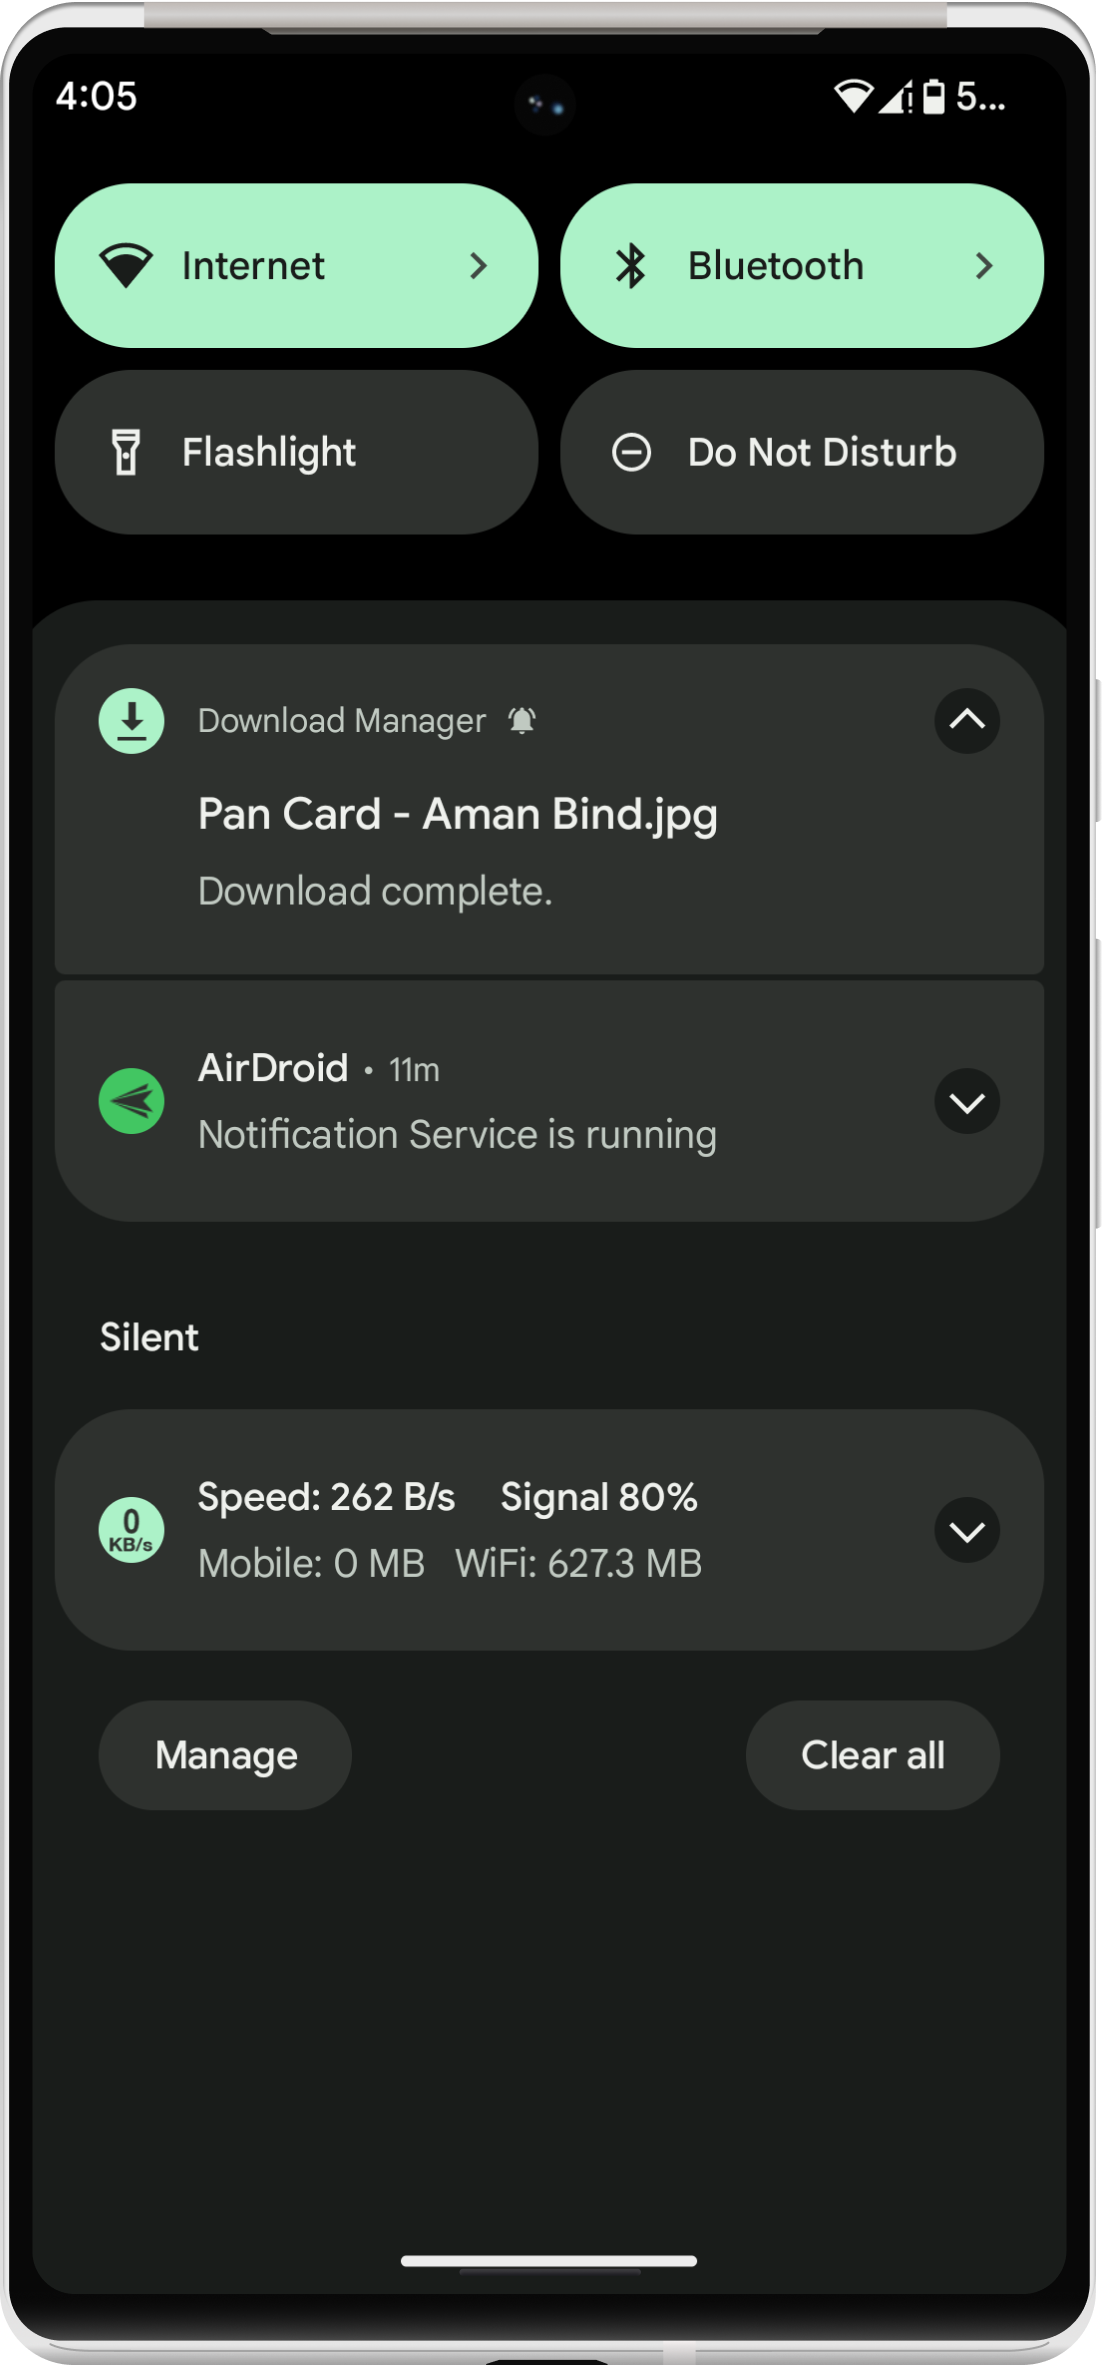 4:05 5...
Internet Bluetooth
Flashlight Do Not Disturb
Download Manager
Pan Card - Aman Bind.jpg
Download complete.
AirDroid • 11m
Notification Service is running
Silent
0 KB/s
Speed: 262 B/s Signal 80%
Mobile: 0 MB WiFi: 627.3 MB
Manage Clear all